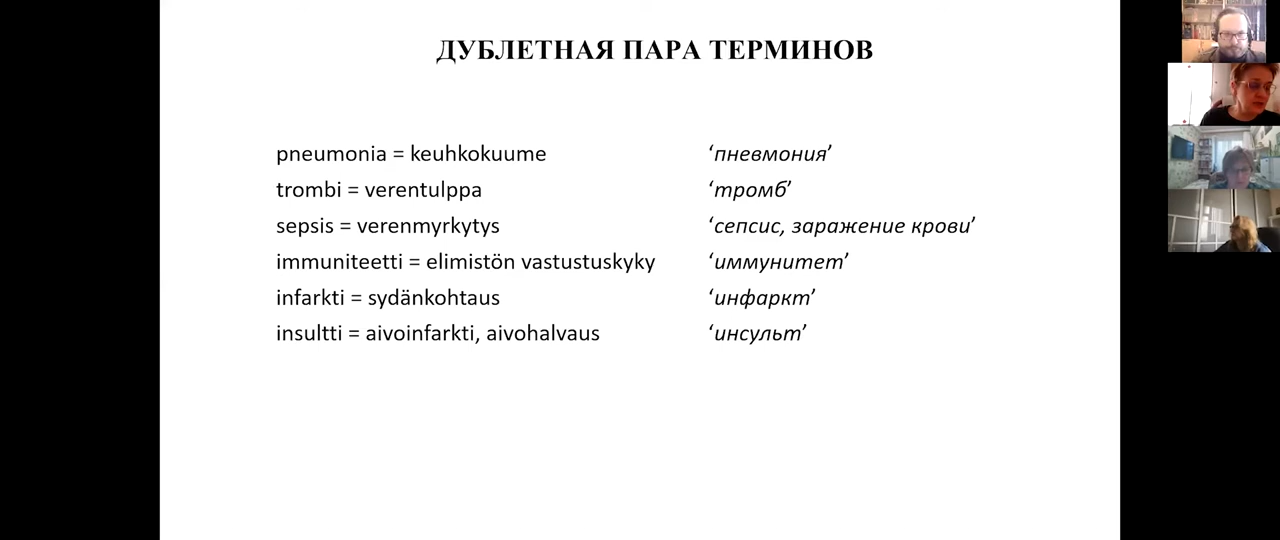 ДУБЛЕТНАЯ ПАРА ТЕРМИНОВ
pneumonia = keuhkokuume ‘пневмония’
trombi = verentulppa ‘тромб’
sepsis = verenmyrkytys ‘сепсис, заражение крови’
immuniteetti = elimistön vastustuskyky ‘иммунитет’
infarkti = sydänkohtaus ‘инфаркт’
insultti = aivoinfarkti, aivohalvaus ‘инсульт’